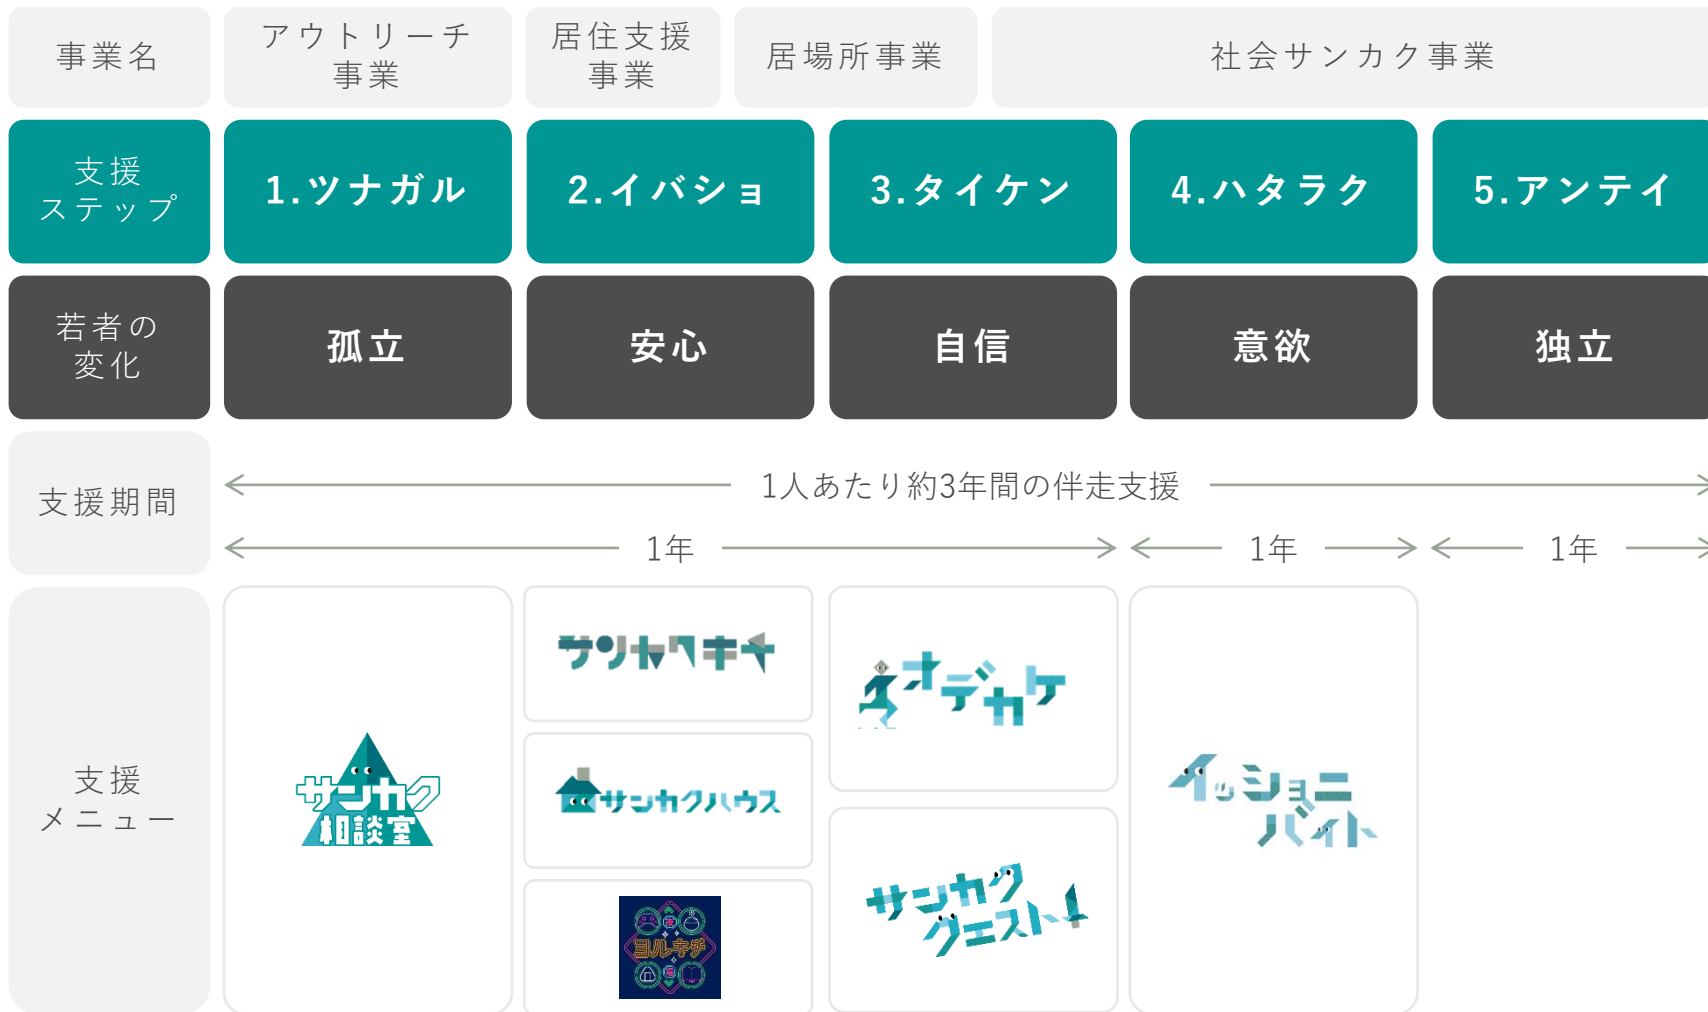 事業名
アウトリーチ
事業
居住支援
事業
居場所事業
社会サンカク事業
支援
ステップ
1.ツナガル
2.イバショ
3.タイケン
4.ハタラク
5.アンテイ
若者の
変化
孤立
安心
自信
意欲
独立
支援期間
1人あたり約3年間の伴走支援
1年
1年
1年
支援
メニュー
サンカク
相談室
サンカクキチ
サンカクハウス
ヨルキチ
オデカケ
サンカク
クエスト
イッショニ
バイト